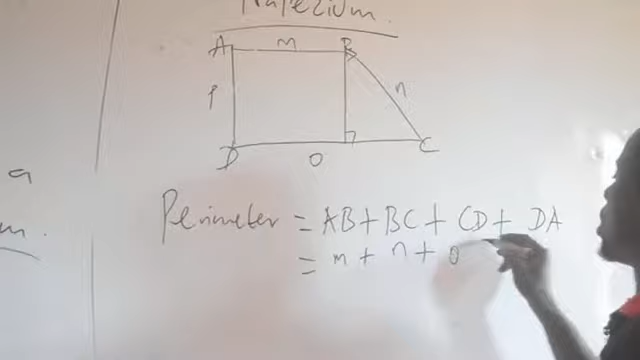 Trapezium.
A m B
p n
D O C
a
m.
Perimeter = AB + BC + CD + DA
= m + n + o